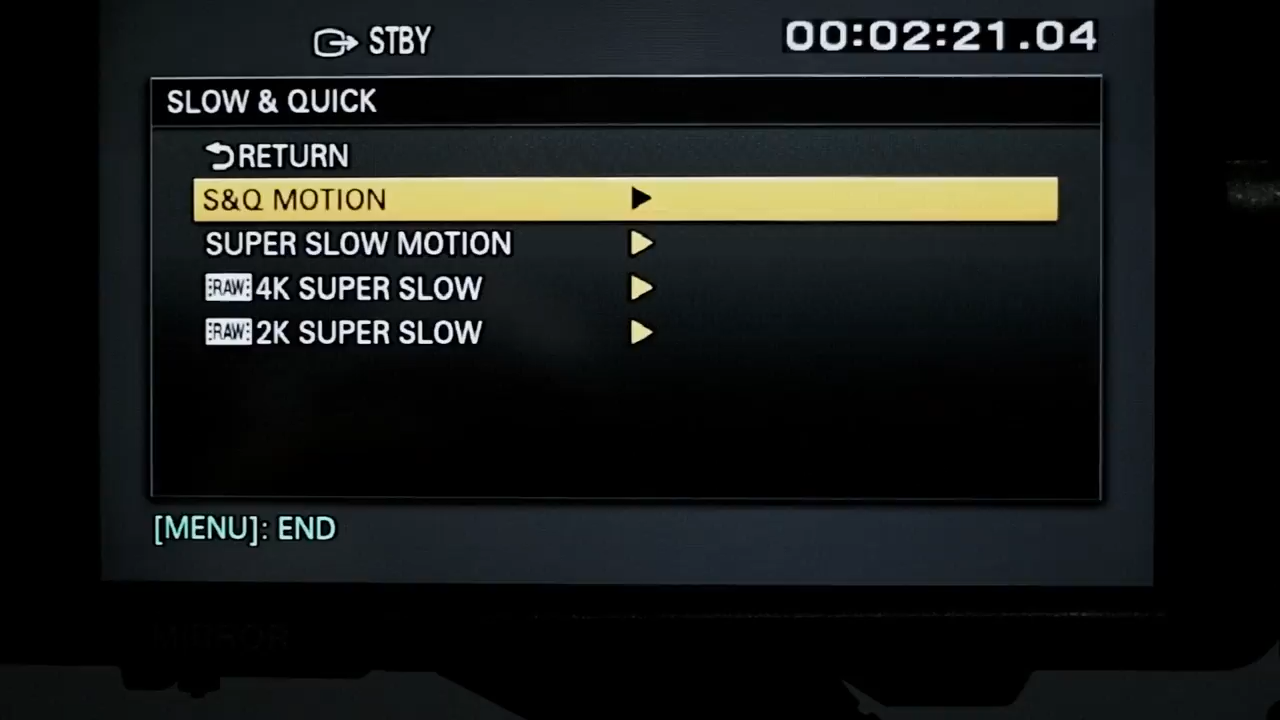 STBY 00:02:21.04
SLOW & QUICK
RETURN
S&Q MOTION
SUPER SLOW MOTION
RAW 4K SUPER SLOW
RAW 2K SUPER SLOW
[MENU]: END
MIRROR